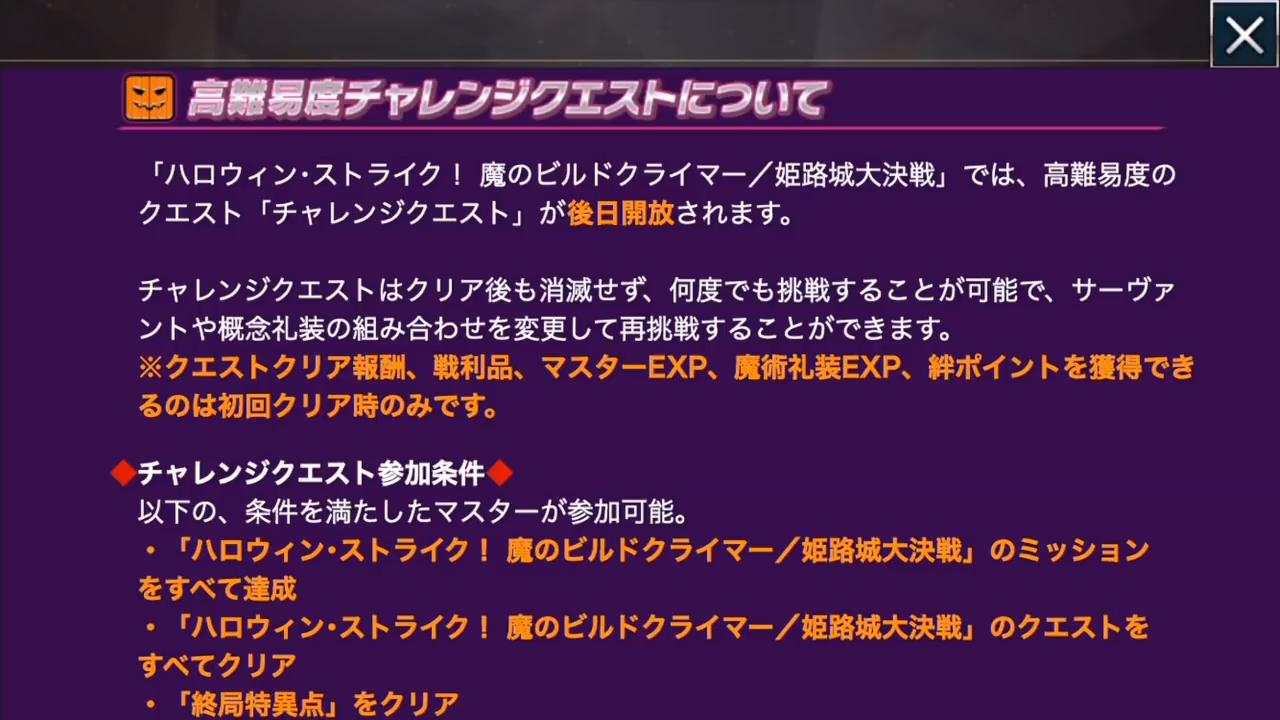 高難易度チャレンジクエストについて
「ハロウィン・ストライク！ 魔のビルドクライマー／姫路城大決戦」では、高難易度の
クエスト「チャレンジクエスト」が後日開放されます。
チャレンジクエストはクリア後も消滅せず、何度でも挑戦することが可能で、サーヴァ
ントや概念礼装の組み合わせを変更して再挑戦することができます。
※クエストクリア報酬、戦利品、マスターEXP、魔術礼装EXP、絆ポイントを獲得でき
るのは初回クリア時のみです。
◆チャレンジクエスト参加条件◆
以下の、条件を満たしたマスターが参加可能。
・「ハロウィン・ストライク！ 魔のビルドクライマー／姫路城大決戦」のミッション
をすべて達成
・「ハロウィン・ストライク！ 魔のビルドクライマー／姫路城大決戦」のクエストを
すべてクリア
・「終局特異点」をクリア